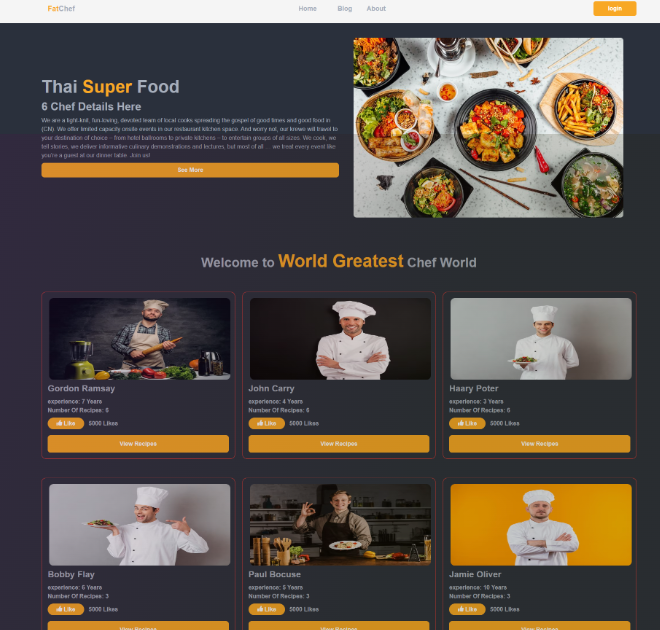 FatChef
Home Blog About
login
Thai Super Food
6 Chef Details Here
We are a tight-knit, fun-loving, devoted team of local cooks spreading the gospel of good times and good food in
(CN). We offer limited capacity onsite events in our restaurant kitchen space. And worry not, our brewe will travel to
your destination of choice – from hotel ballrooms to private kitchens – to entertain groups of all sizes. We cook, we
tell stories, we deliver informative culinary demonstrations and lectures, but most of all … we treat every event like
you're a guest at our dinner table. Join us!
See More
Welcome to World Greatest Chef World
Gordon Ramsay
experience: 7 Years
Number Of Recipes: 6
Like 5000 Likes
View Recipes
John Carry
experience: 4 Years
Number Of Recipes: 6
Like 5000 Likes
View Recipes
Haary Poter
experience: 3 Years
Number Of Recipes: 5
Like 5000 Likes
View Recipes
Bobby Flay
experience: 6 Years
Number Of Recipes: 3
Like 5000 Likes
View Recipes
Paul Bocuse
experience: 5 Years
Number Of Recipes: 3
Like 5000 Likes
View Recipes
Jamie Oliver
experience: 10 Years
Number Of Recipes: 3
Like 5000 Likes
View Recipes